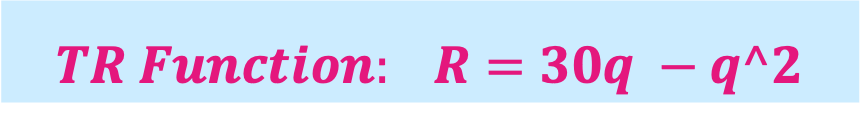 TR Function: R = 30q − q^2